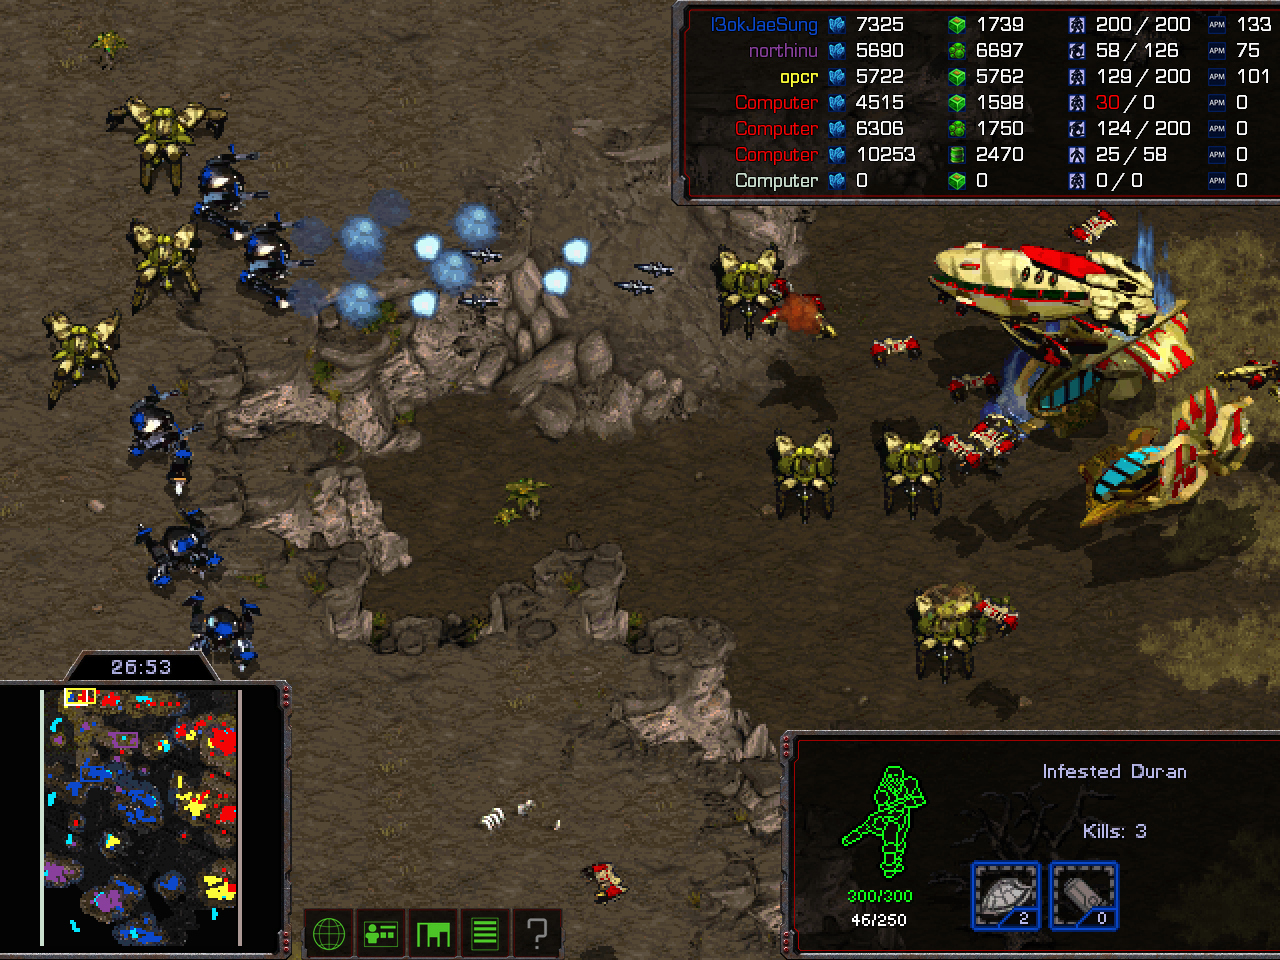 l3okJaeSung 7325 1739 200 / 200 APM 133
northinu 5690 6697 58 / 126 APM 75
opcr 5722 5762 129 / 200 APM 101
Computer 4515 1598 30 / 0 APM 0
Computer 6306 1750 124 / 200 APM 0
Computer 10253 2470 25 / 58 APM 0
Computer 0 0 0 / 0 APM 0
26:53
Infested Duran
Kills: 3
300/300
46/250
2
0
?